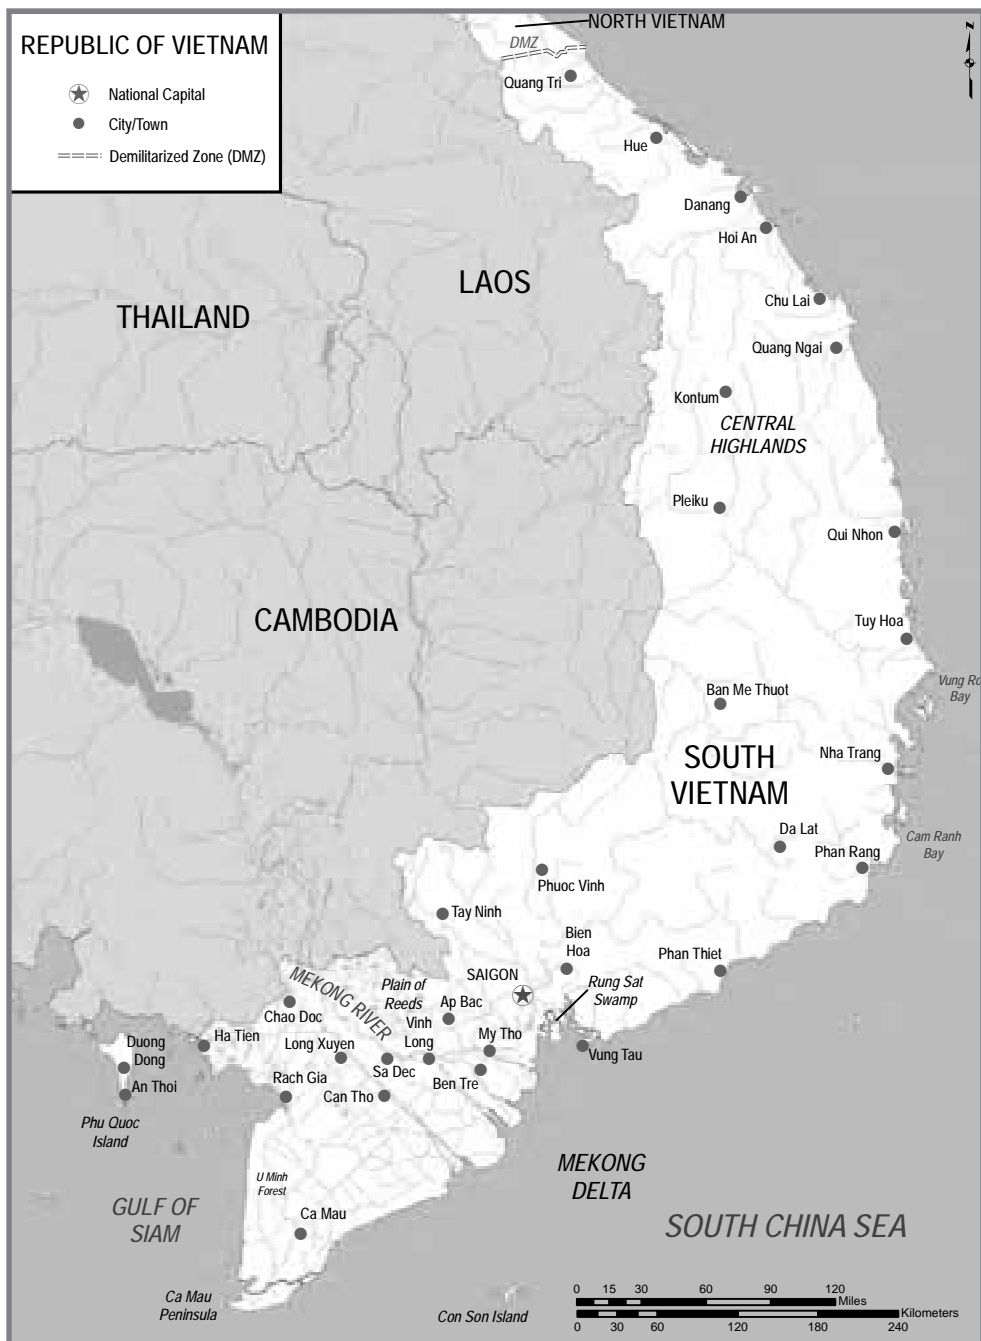 REPUBLIC OF VIETNAM
National Capital
City/Town
Demilitarized Zone (DMZ)
NORTH VIETNAM
DMZ
N
Quang Tri
Hue
Danang
Hoi An
LAOS
THAILAND
Chu Lai
Quang Ngai
Kontum
CENTRAL
HIGHLANDS
Pleiku
Qui Nhon
CAMBODIA
Tuy Hoa
Vung Ro
Bay
Ban Me Thuot
SOUTH
VIETNAM
Nha Trang
Da Lat
Cam Ranh
Bay
Phan Rang
Phuoc Vinh
Tay Ninh
Bien
Hoa
Phan Thiet
SAIGON
Rung Sat
Swamp
MEKONG RIVER
Plain of
Reeds
Ap Bac
Chao Doc
Vinh
Long
My Tho
Vung Tau
Ha Tien
Long Xuyen
Duong
Dong
Sa Dec
Ben Tre
An Thoi
Rach Gia
Can Tho
Phu Quoc
Island
U Minh
Forest
MEKONG
DELTA
GULF OF
SIAM
Ca Mau
SOUTH CHINA SEA
Ca Mau
Peninsula
Con Son Island
0 15 30 60 90 120
Miles
Kilometers
0 30 60 120 180 240